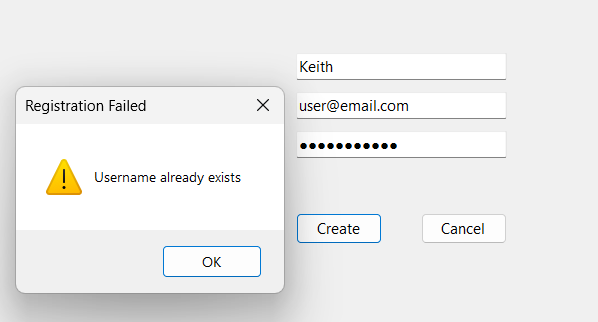 Keith
Registration Failed
user@email.com
Username already exists
Create
Cancel
OK